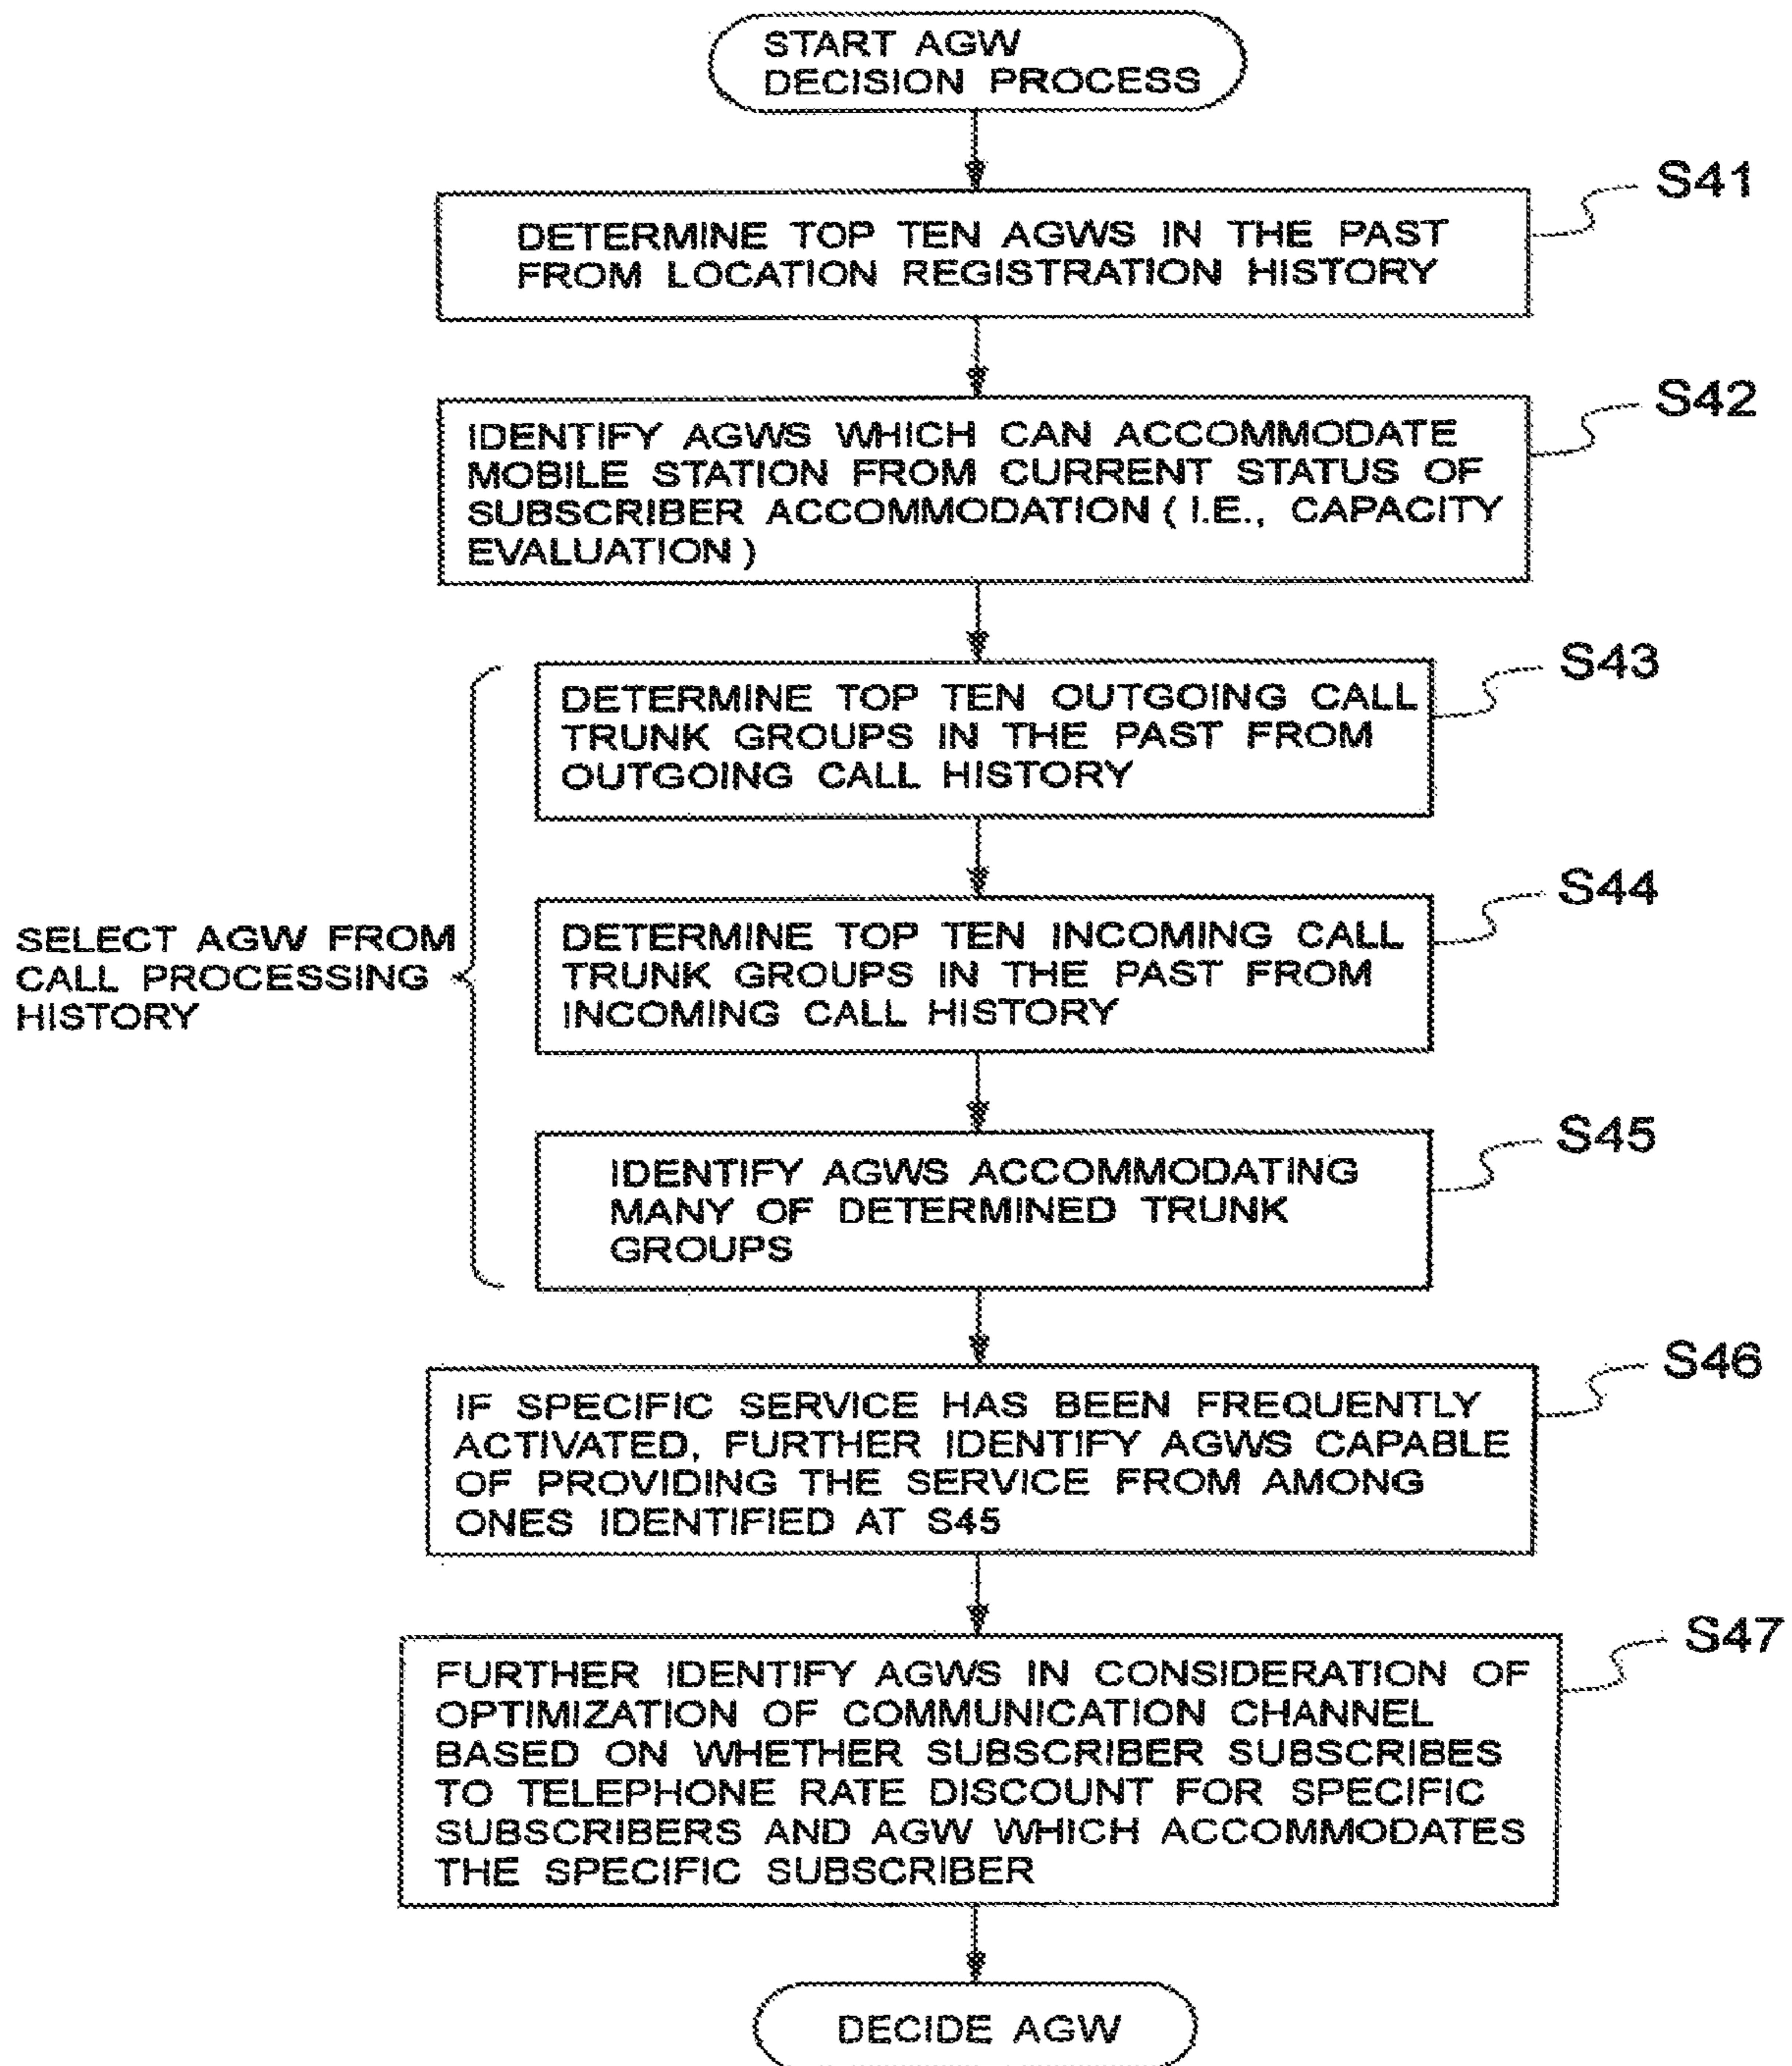 START AGW
DECISION PROCESS
S41
DETERMINE TOP TEN AGWS IN THE PAST
FROM LOCATION REGISTRATION HISTORY
S42
IDENTIFY AGWS WHICH CAN ACCOMMODATE
MOBILE STATION FROM CURRENT STATUS OF
SUBSCRIBER ACCOMMODATION ( I.E., CAPACITY
EVALUATION )
S43
DETERMINE TOP TEN OUTGOING CALL
TRUNK GROUPS IN THE PAST FROM
OUTGOING CALL HISTORY
S44
DETERMINE TOP TEN INCOMING CALL
TRUNK GROUPS IN THE PAST FROM
INCOMING CALL HISTORY
SELECT AGW FROM
CALL PROCESSING
HISTORY
S45
IDENTIFY AGWS ACCOMMODATING
MANY OF DETERMINED TRUNK
GROUPS
S46
IF SPECIFIC SERVICE HAS BEEN FREQUENTLY
ACTIVATED, FURTHER IDENTIFY AGWS CAPABLE
OF PROVIDING THE SERVICE FROM AMONG
ONES IDENTIFIED AT S45
S47
FURTHER IDENTIFY AGWS IN CONSIDERATION OF
OPTIMIZATION OF COMMUNICATION CHANNEL
BASED ON WHETHER SUBSCRIBER SUBSCRIBES
TO TELEPHONE RATE DISCOUNT FOR SPECIFIC
SUBSCRIBERS AND AGW WHICH ACCOMMODATES
THE SPECIFIC SUBSCRIBER
DECIDE AGW